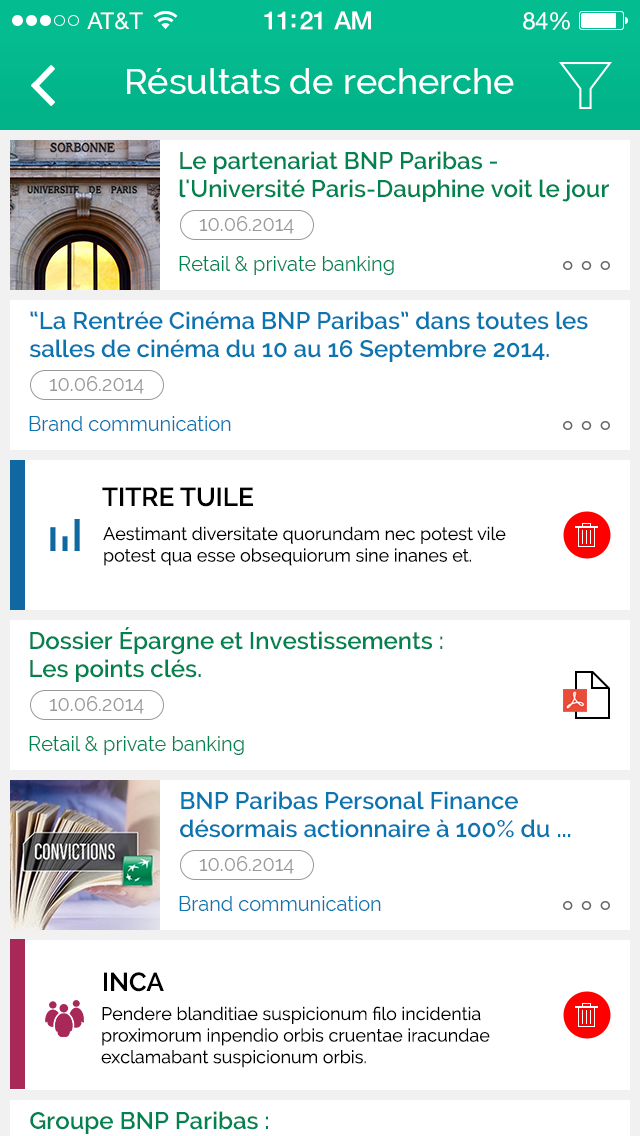 AT&T 11:21 AM 84%
Résultats de recherche
SORBONNE
UNIVERSITE DE PARIS
Le partenariat BNP Paribas -
l'Université Paris-Dauphine voit le jour
10.06.2014
Retail & private banking
“La Rentrée Cinéma BNP Paribas” dans toutes les
salles de cinéma du 10 au 16 Septembre 2014.
10.06.2014
Brand communication
TITRE TUILE
Aestimant diversitate quorundam nec potest vile
potest qua esse obsequiorum sine inanes et.
Dossier Épargne et Investissements :
Les points clés.
10.06.2014
Retail & private banking
CONVICTIONS
BNP Paribas Personal Finance
désormais actionnaire à 100% du ...
10.06.2014
Brand communication
INCA
Pendere blanditiae suspicionum filo incidentia
proximorum inpendio orbis cruentae iracundae
exclamabant suspicionum orbis.
Groupe BNP Paribas :